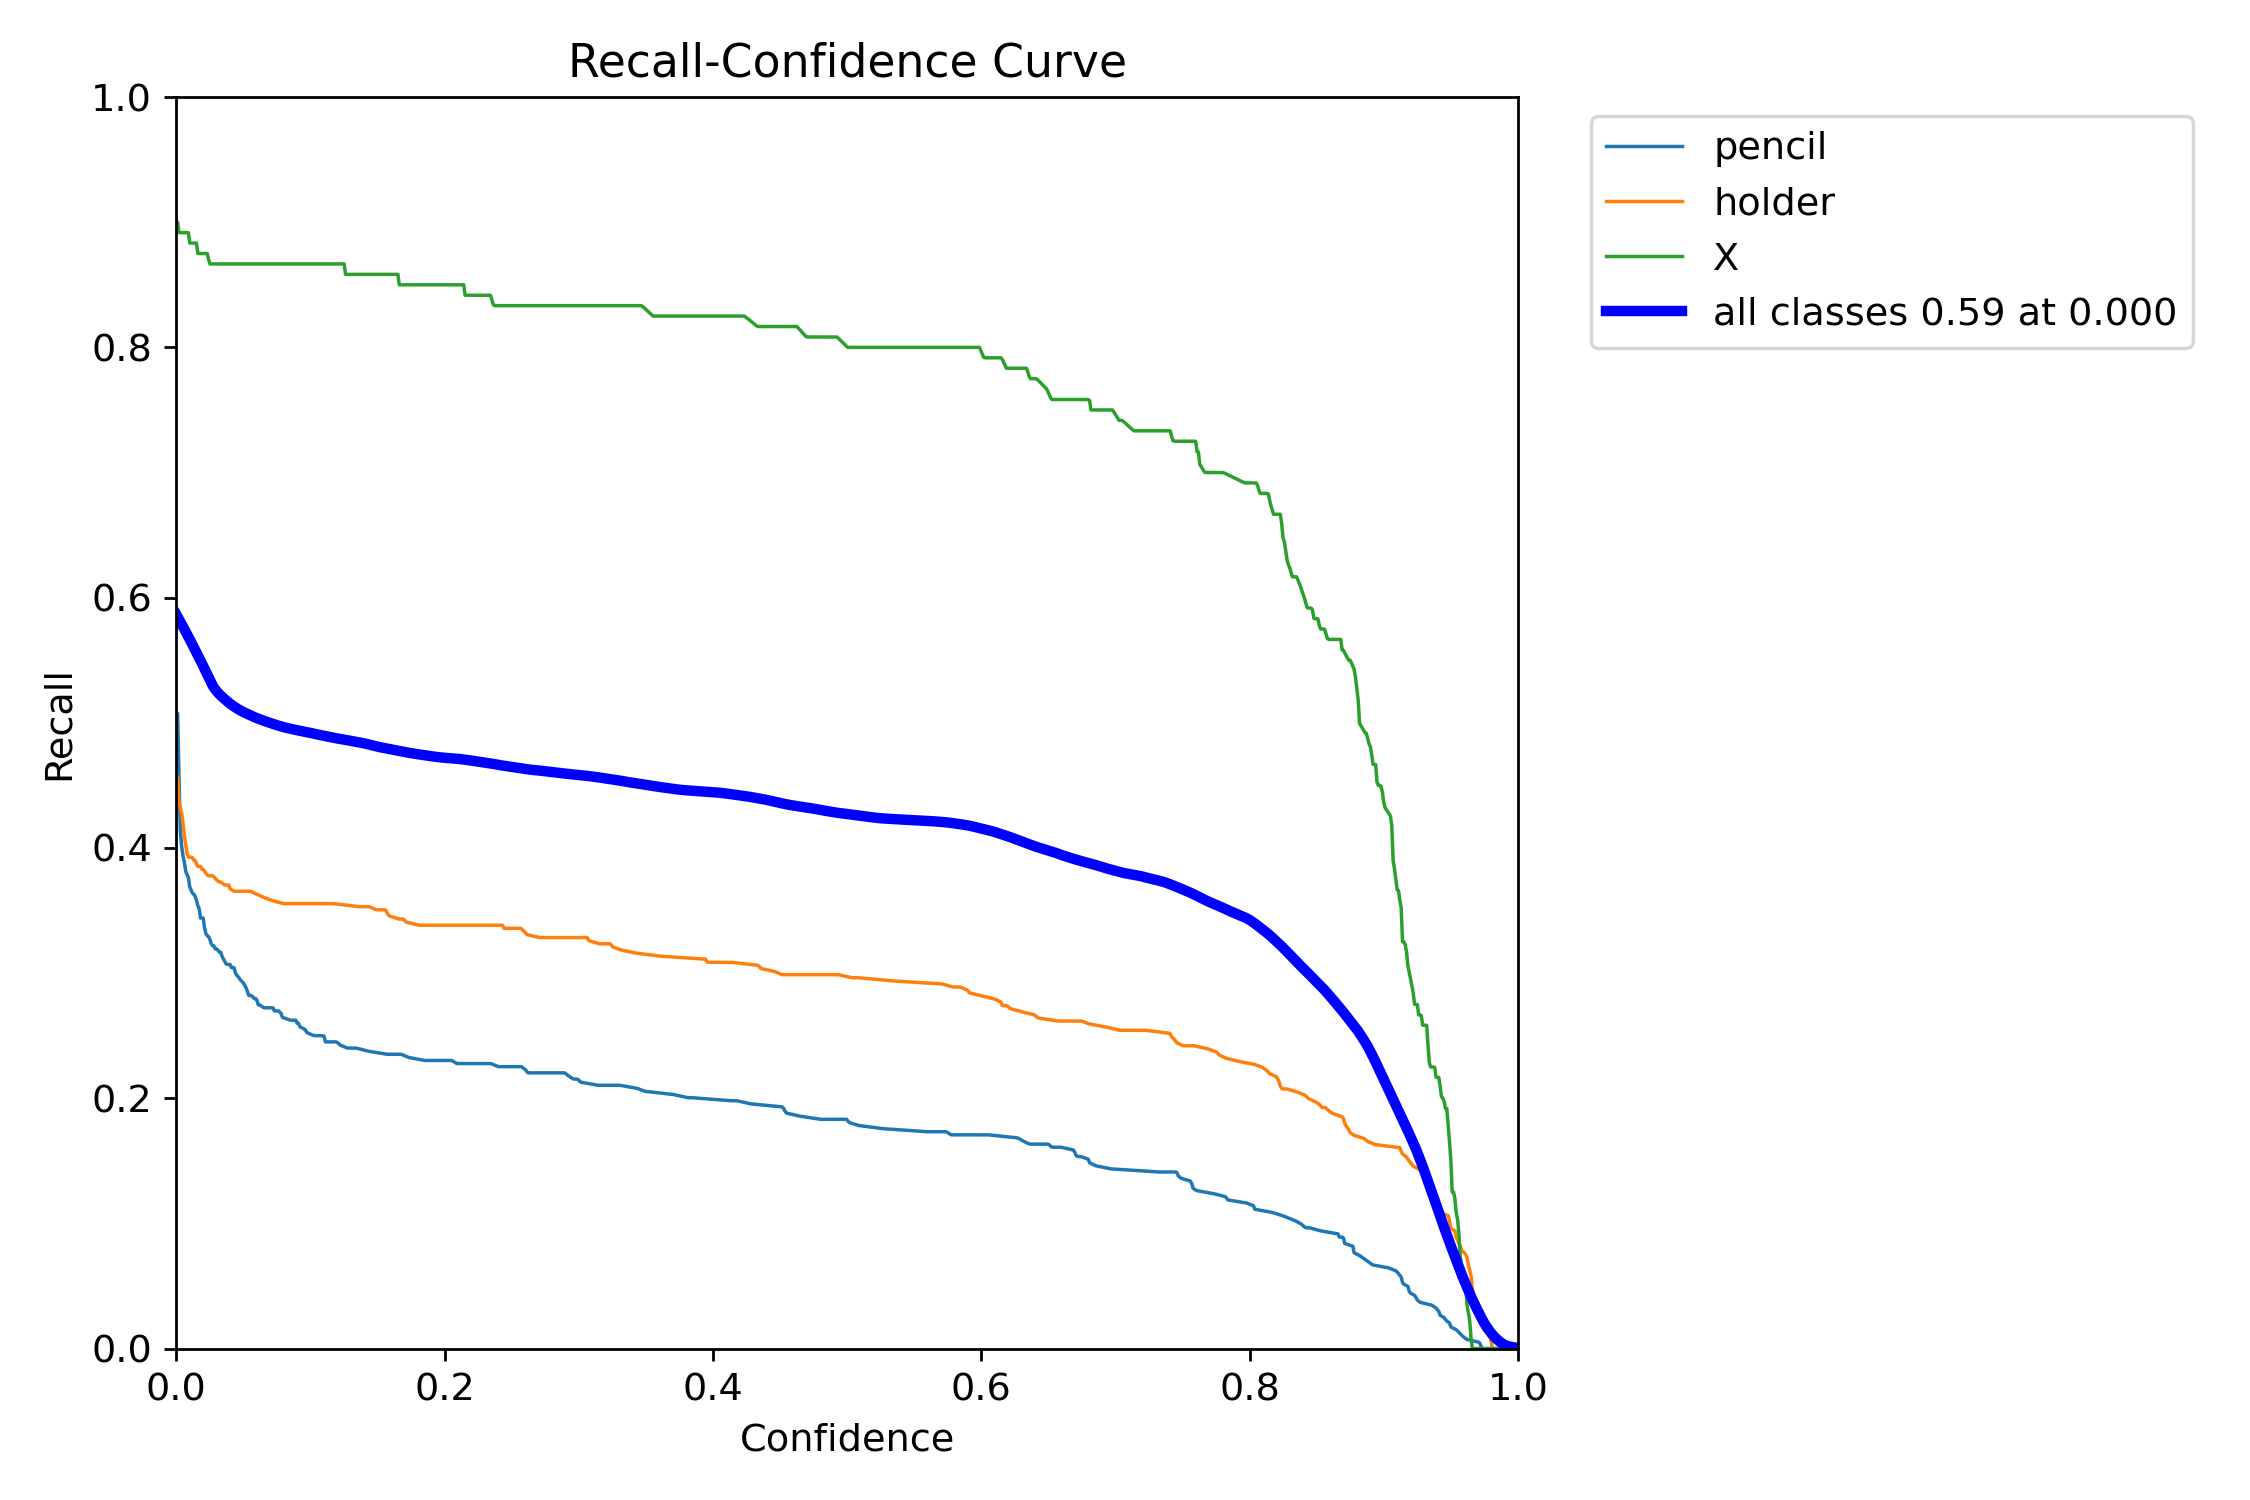 Recall-Confidence Curve
1.0
0.8
0.6
0.4
0.2
0.0
Recall
0.0 0.2 0.4 0.6 0.8 1.0
Confidence
pencil
holder
X
all classes 0.59 at 0.000